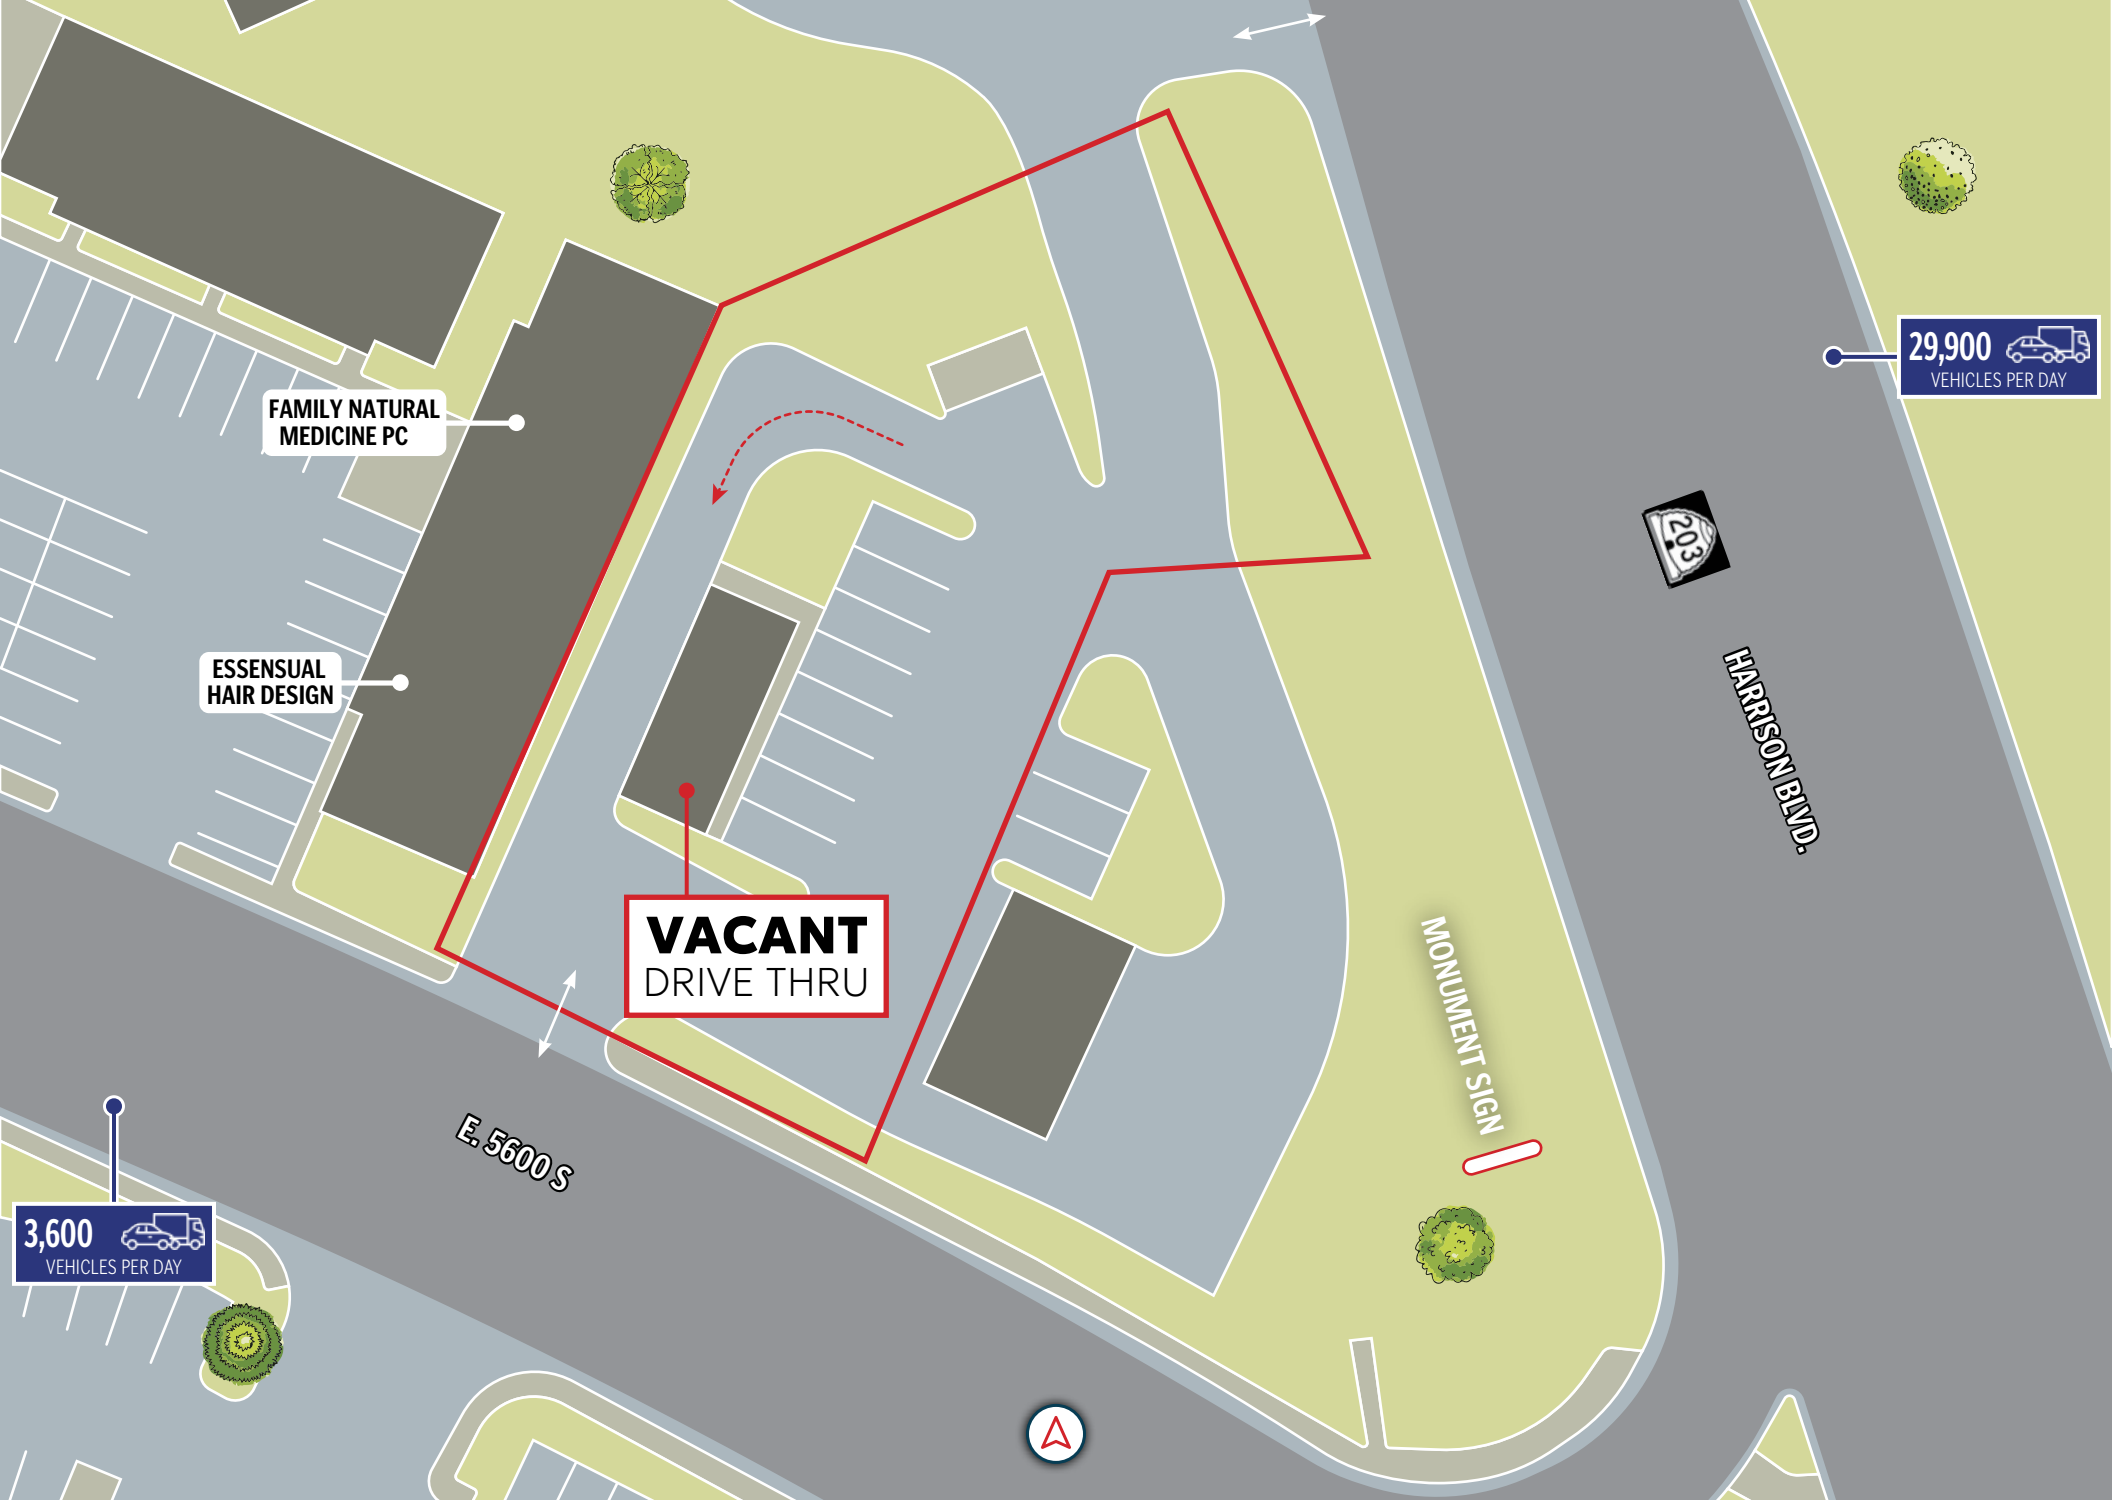 FAMILY NATURAL
MEDICINE PC
29,900
VEHICLES PER DAY
203
ESSENSUAL
HAIR DESIGN
HARRISON BLVD.
VACANT
DRIVE THRU
MONUMENT SIGN
E. 5600 S
3,600
VEHICLES PER DAY